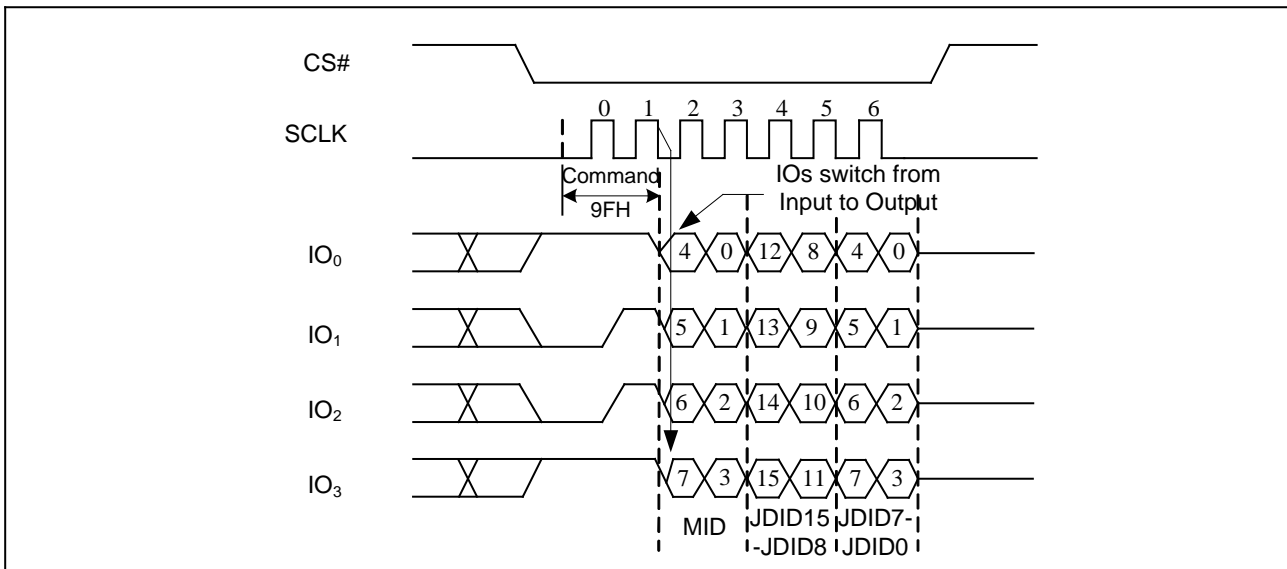 CS#
0 1 2 3 4 5 6
SCLK
Command
9FH
IOs switch from
Input to Output
IO₀
4 0 12 8 4 0
IO₁
5 1 13 9 5 1
IO₂
6 2 14 10 6 2
IO₃
7 3 15 11 7 3
MID
JDID15
-JDID8
JDID7-
JDID0